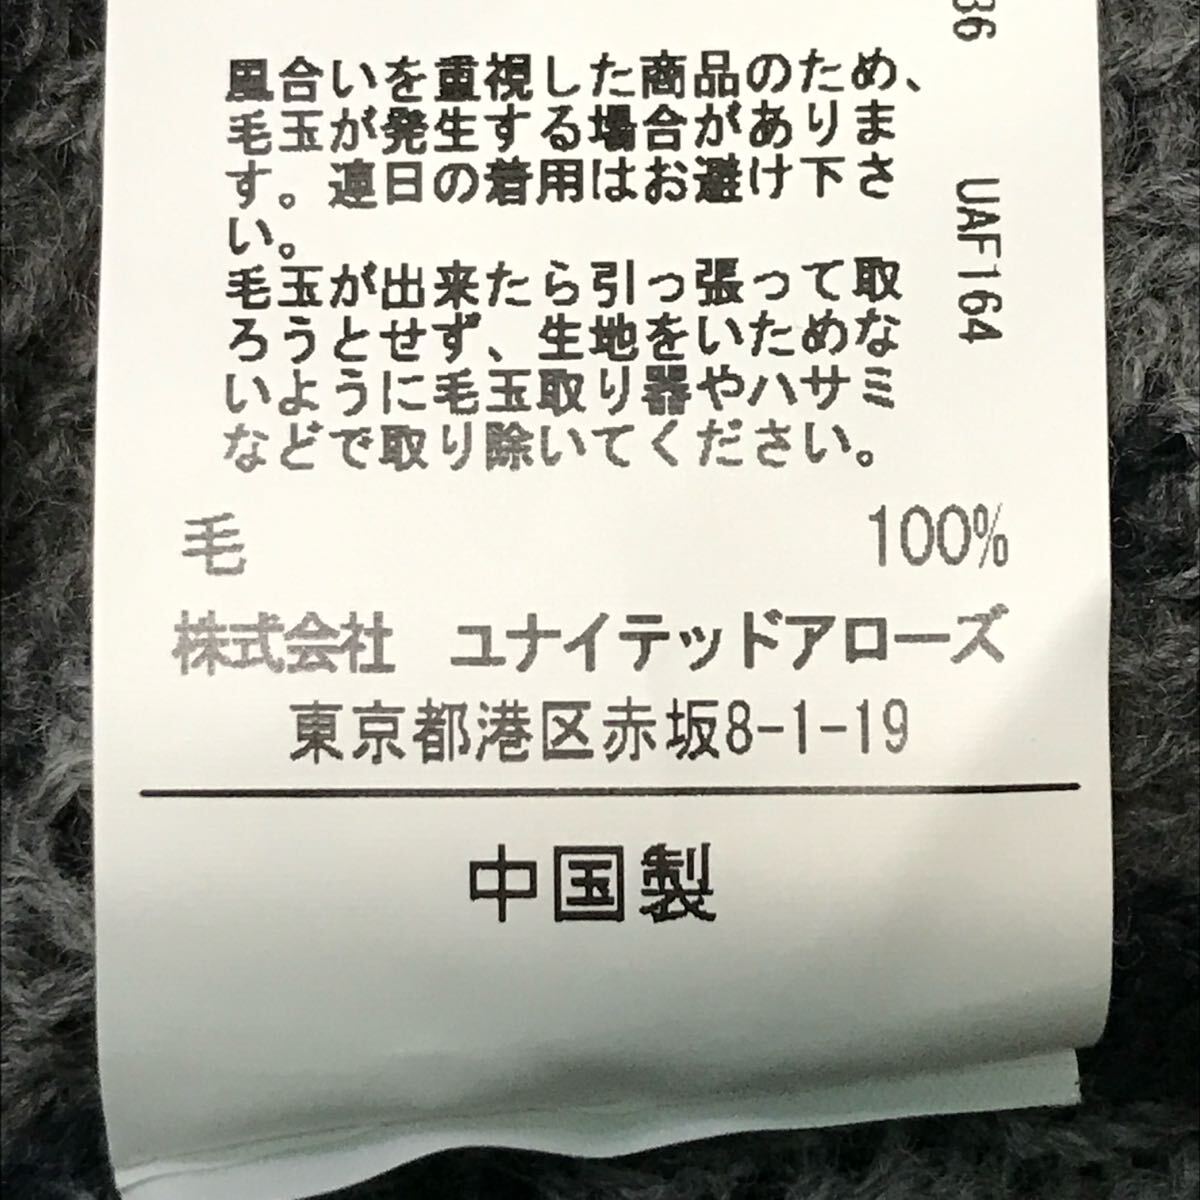 風合いを重視した商品のため、
毛玉が発生する場合がありま
す。連日の着用はお避け下さ
い。
毛玉が出来たら引っ張って取
ろうとせず、生地をいためな
いように毛玉取り器やハサミ
などで取り除いてください。
毛 100%
株式会社 ユナイテッドアローズ
東京都港区赤坂8-1-19
中国製
UAF164